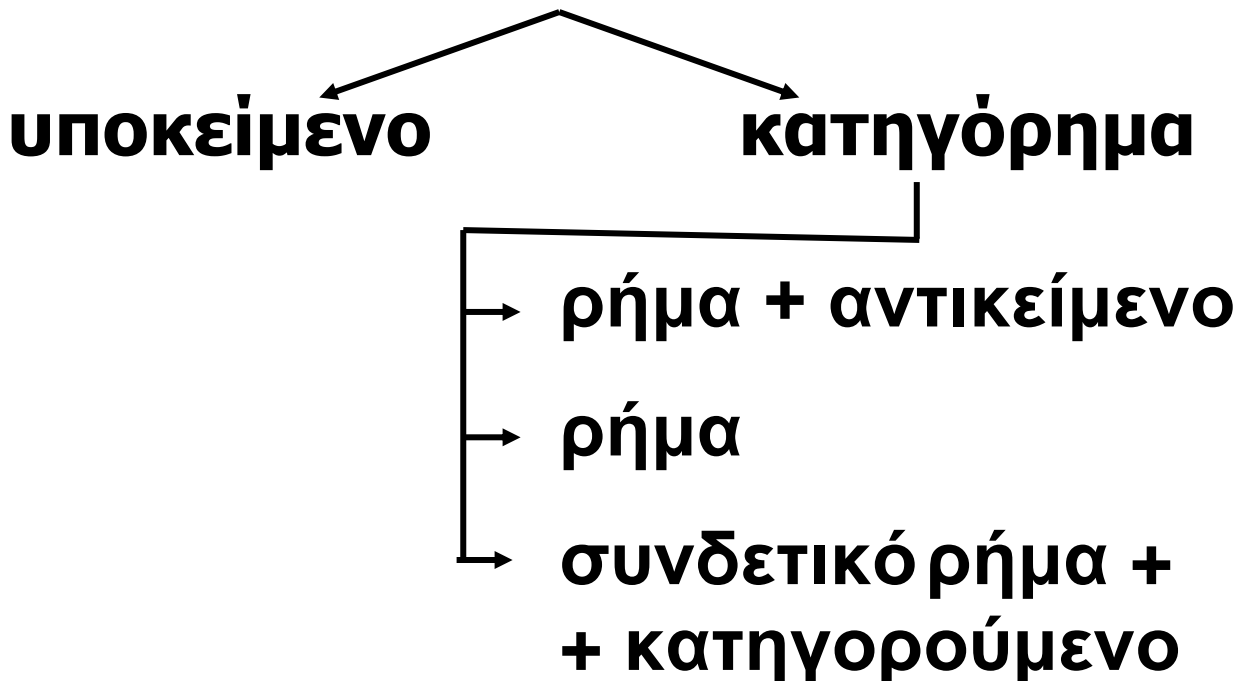 υποκείμενο κατηγόρημα
ρήμα + αντικείμενο
ρήμα
συνδετικό ρήμα +
+ κατηγορούμενο